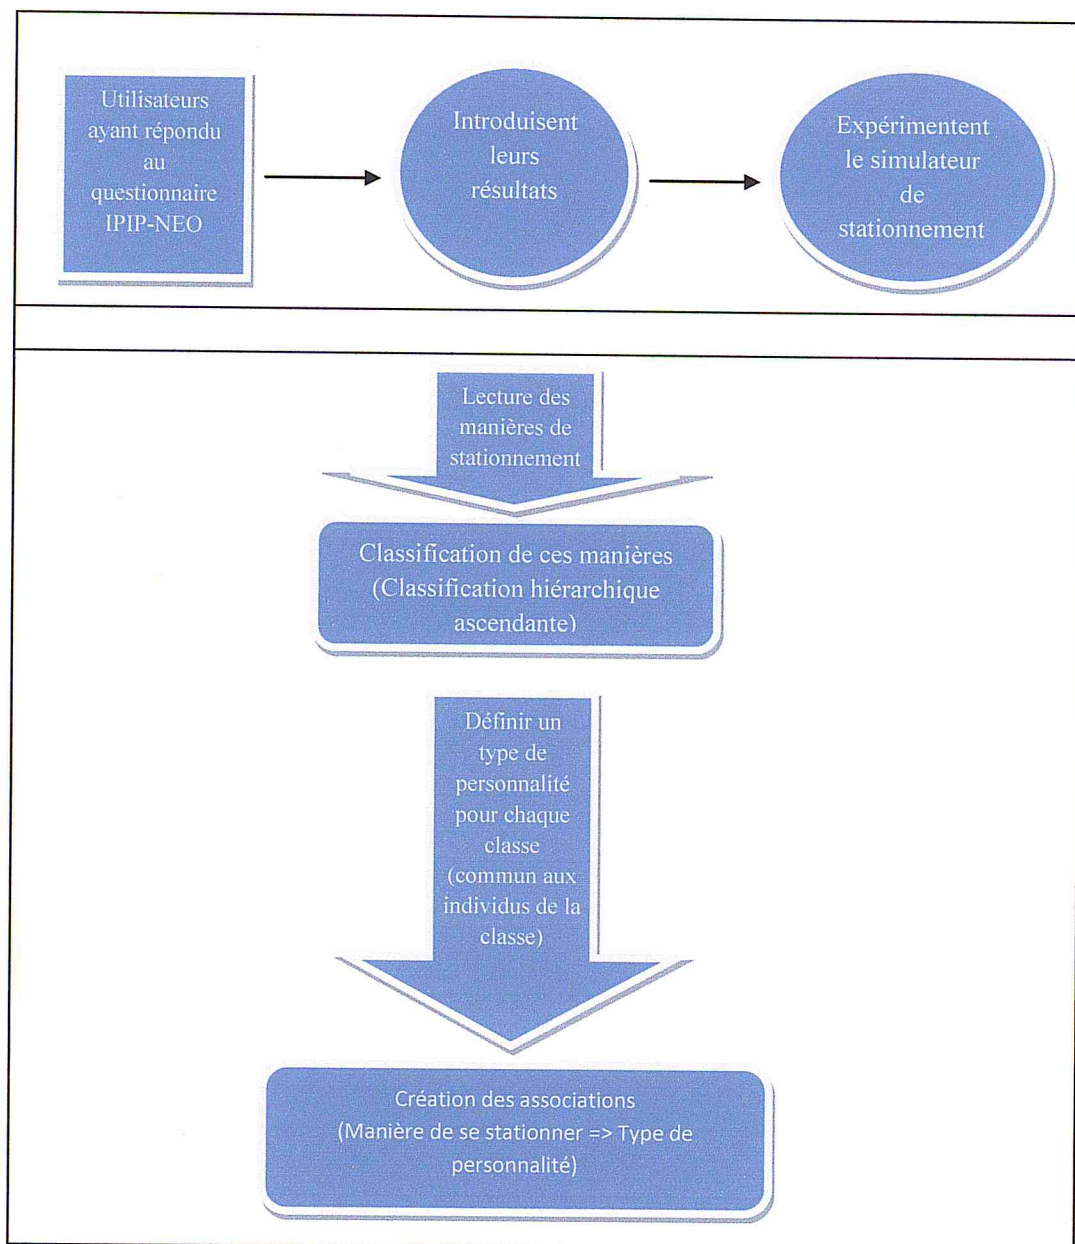 Utilisateurs
ayant répondu
au
questionnaire
IPIP-NEO
Introduisent
leurs
résultats
Expérimentent
le simulateur
de
stationnement
Lecture des
manières de
stationnement
Classification de ces manières
(Classification hiérarchique
ascendante)
Définir un
type de
personnalité
pour chaque
classe
(commun aux
individus de la
classe)
Création des associations
(Manière de se stationner => Type de
personnalité)